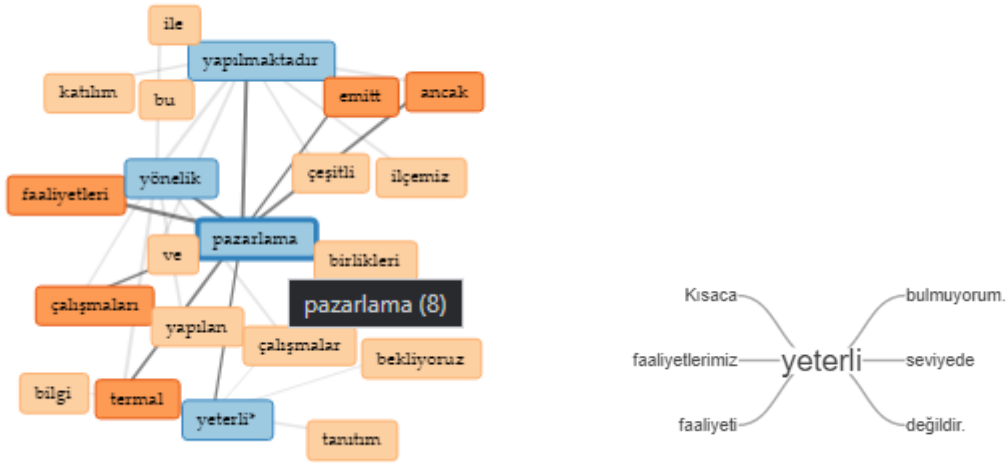 ile
yapılmaktadır
katılım
bu
emitt
ancak
yönelik
çeşitli
ilçemiz
faaliyetleri
pazarlama
ve
birlikleri
çalışmaları
pazarlama (8)
yapılan
çalışmalar
bekliyoruz
bilgi
termal
yeterli*
tanıtım
Kısaca
bulmuyorum.
faaliyetlerimiz
yeterli
seviyede
faaliyeti
değildir.